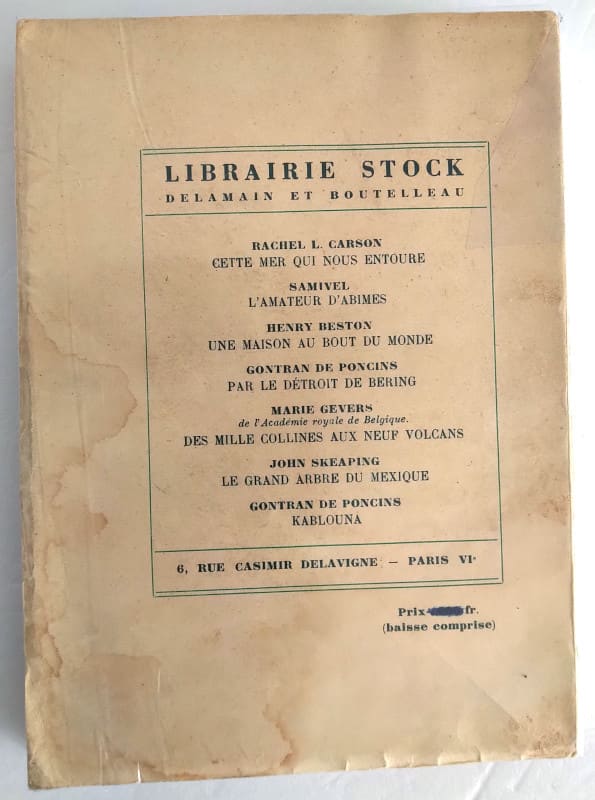 LIBRAIRIE STOCK
DELAMAIN ET BOUTELLEAU
RACHEL L. CARSON
CETTE MER QUI NOUS ENTOURE
SAMIVEL
L'AMATEUR D'ABIMES
HENRY BESTON
UNE MAISON AU BOUT DU MONDE
GONTRAN DE PONCINS
PAR LE DÉTROIT DE BERING
MARIE GEVERS
de l'Académie royale de Belgique.
DES MILLE COLLINES AUX NEUF VOLCANS
JOHN SKEAPING
LE GRAND ARBRE DU MEXIQUE
GONTRAN DE PONCINS
KABLOUNA
6, RUE CASIMIR DELAVIGNE — PARIS VIᵉ
Prix fr.
(baisse comprise)